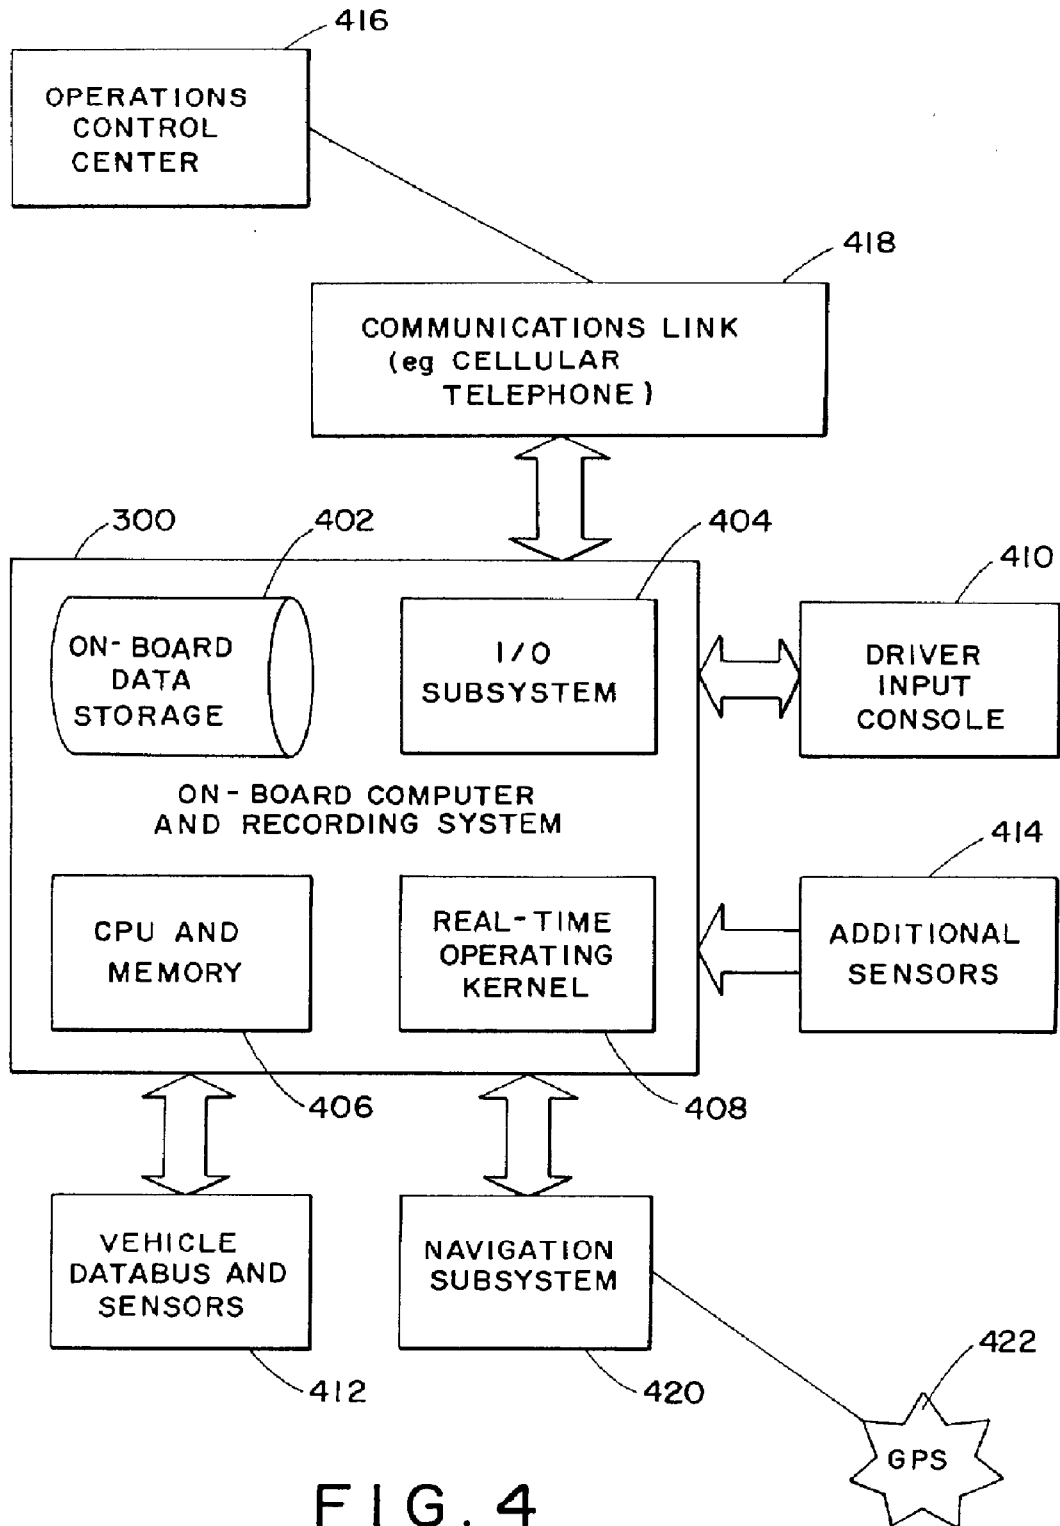 416
OPERATIONS
CONTROL
CENTER
418
COMMUNICATIONS LINK
(eg CELLULAR
TELEPHONE)
300
402
404
410
ON-BOARD
DATA
STORAGE
I/O
SUBSYSTEM
DRIVER
INPUT
CONSOLE
ON-BOARD COMPUTER
AND RECORDING SYSTEM
414
CPU AND
MEMORY
REAL-TIME
OPERATING
KERNEL
ADDITIONAL
SENSORS
406
408
VEHICLE
DATABUS AND
SENSORS
NAVIGATION
SUBSYSTEM
412
420
422
GPS
FIG. 4